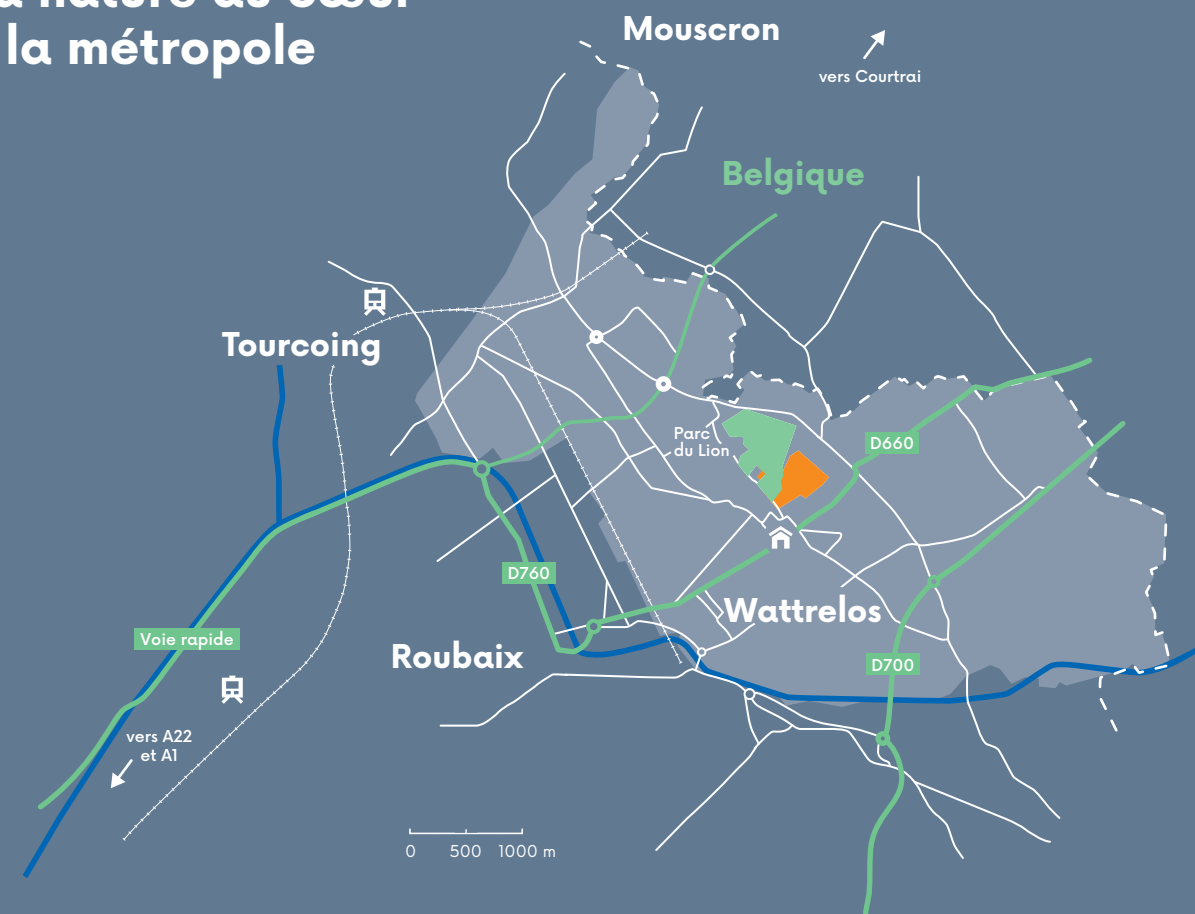 la métropole
Mouscron
vers Courtrai
Belgique
Tourcoing
Parc
du Lion
D660
D760
Wattrelos
Voie rapide
Roubaix
D700
vers A22
et A1
0 500 1000 m